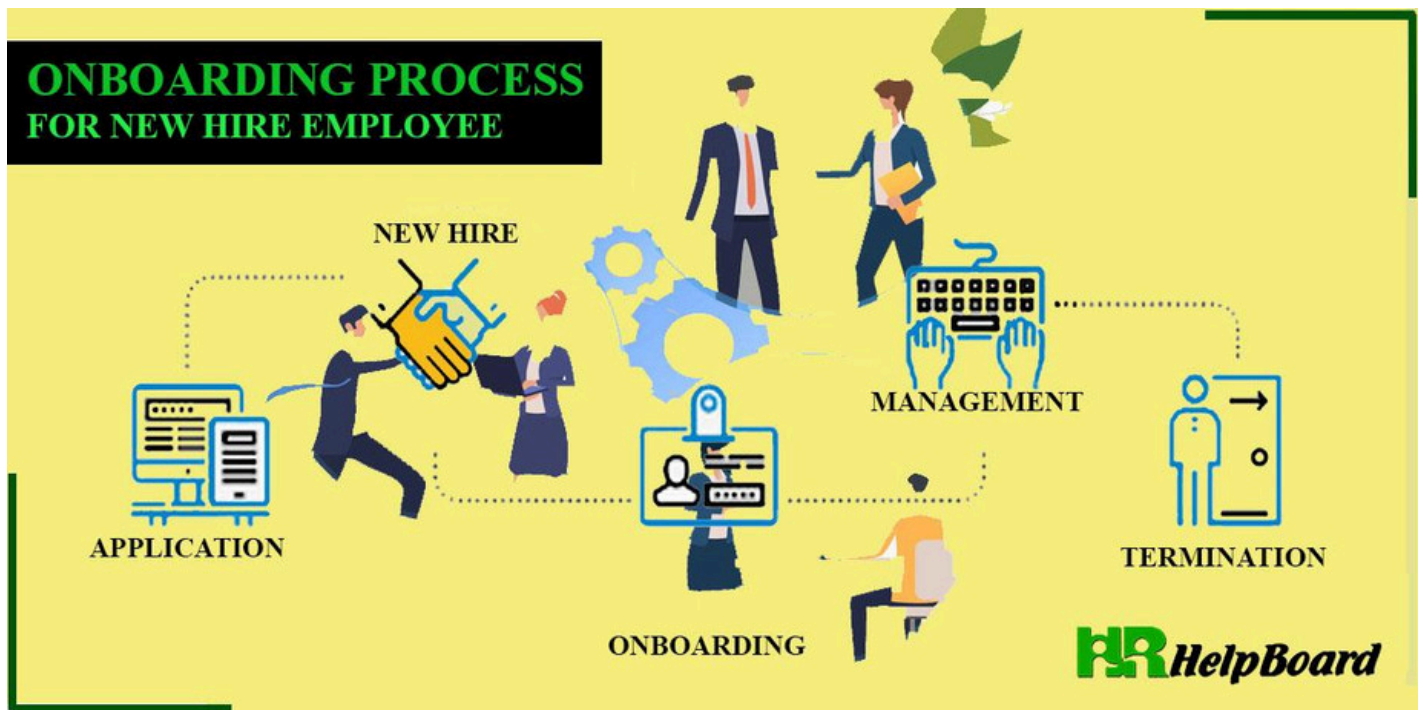 ONBOARDING PROCESS
FOR NEW HIRE EMPLOYEE
NEW HIRE
MANAGEMENT
APPLICATION
TERMINATION
ONBOARDING
HR HelpBoard